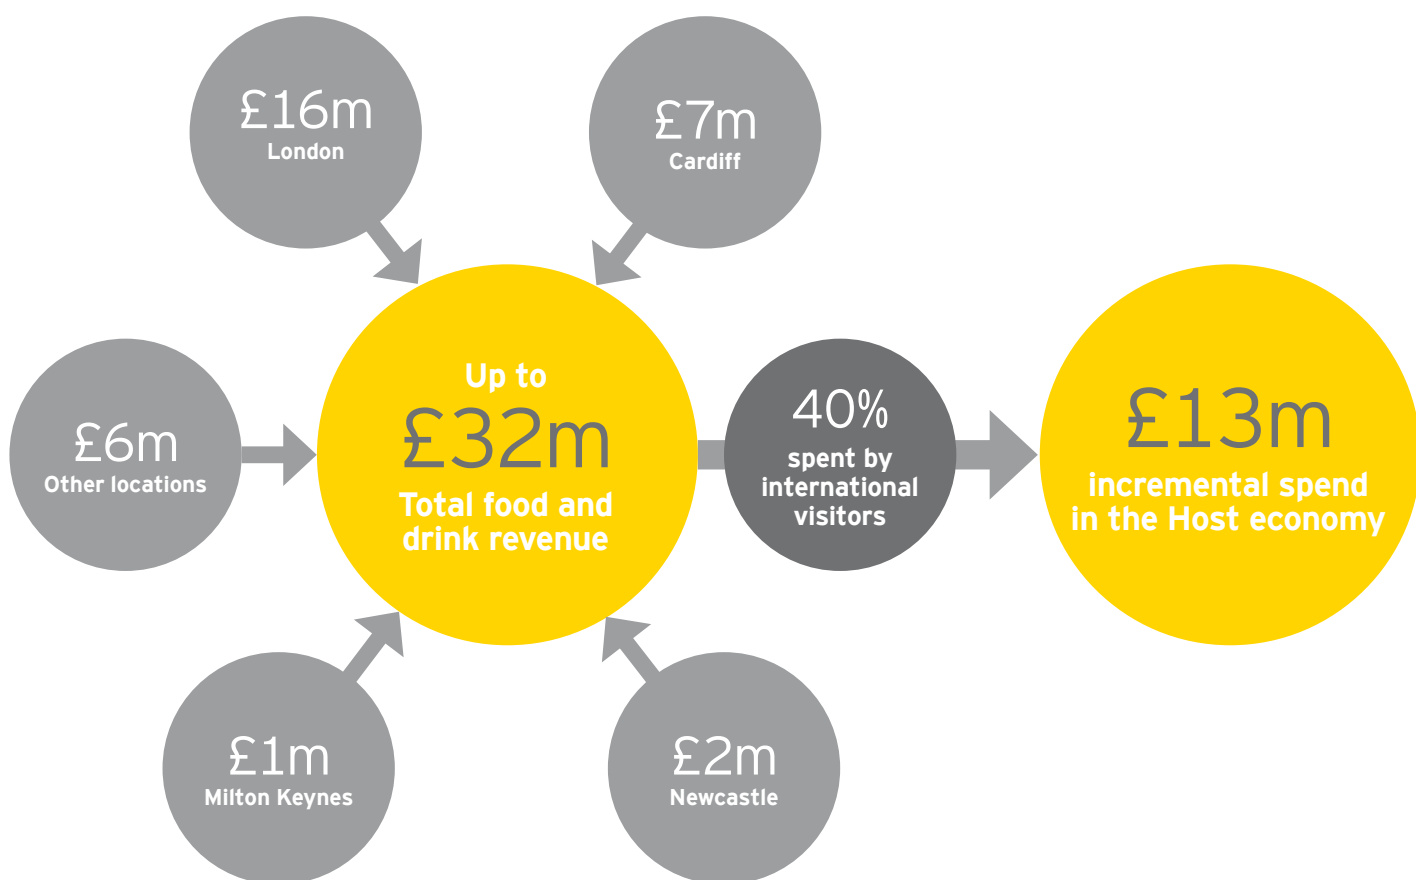 £16m
London
£7m
Cardiff
£6m
Other locations
Up to
£32m
Total food and
drink revenue
40%
spent by
international
visitors
£13m
incremental spend
in the Host economy
£1m
Milton Keynes
£2m
Newcastle